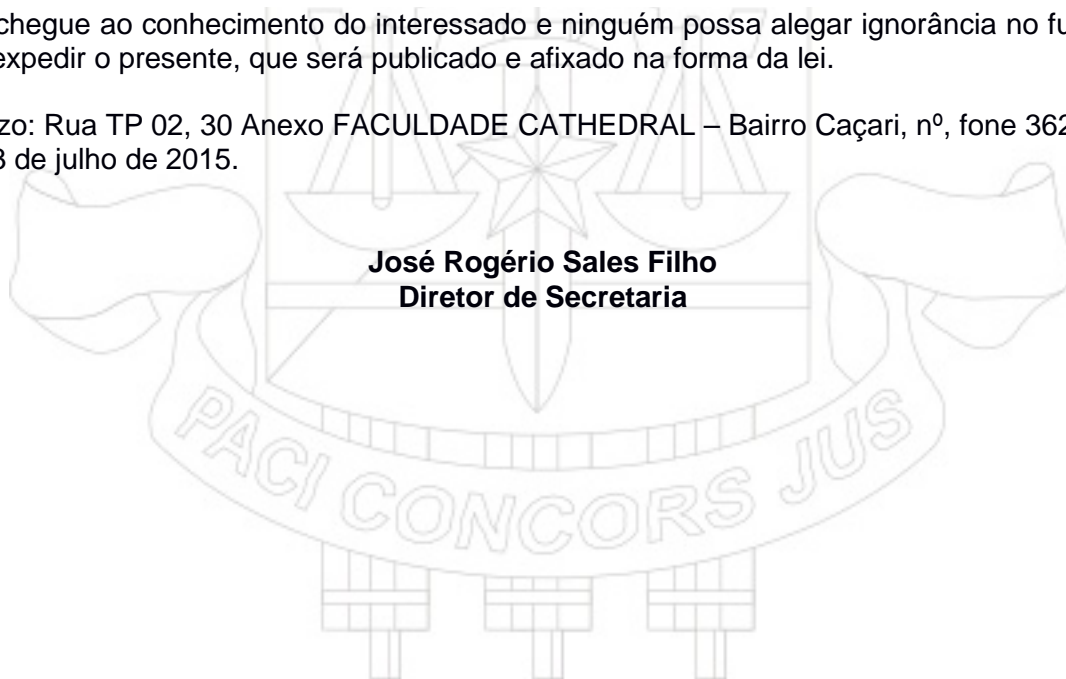 chegue ao conhecimento do interessado e ninguém possa alegar ignorância no fu
expedir o presente, que será publicado e afixado na forma da lei.
zo: Rua TP 02, 30 Anexo FACULDADE CATHEDRAL – Bairro Caçari, nº, fone 362
3 de julho de 2015.
José Rogério Sales Filho
Diretor de Secretaria
PACI CONCORS JUS